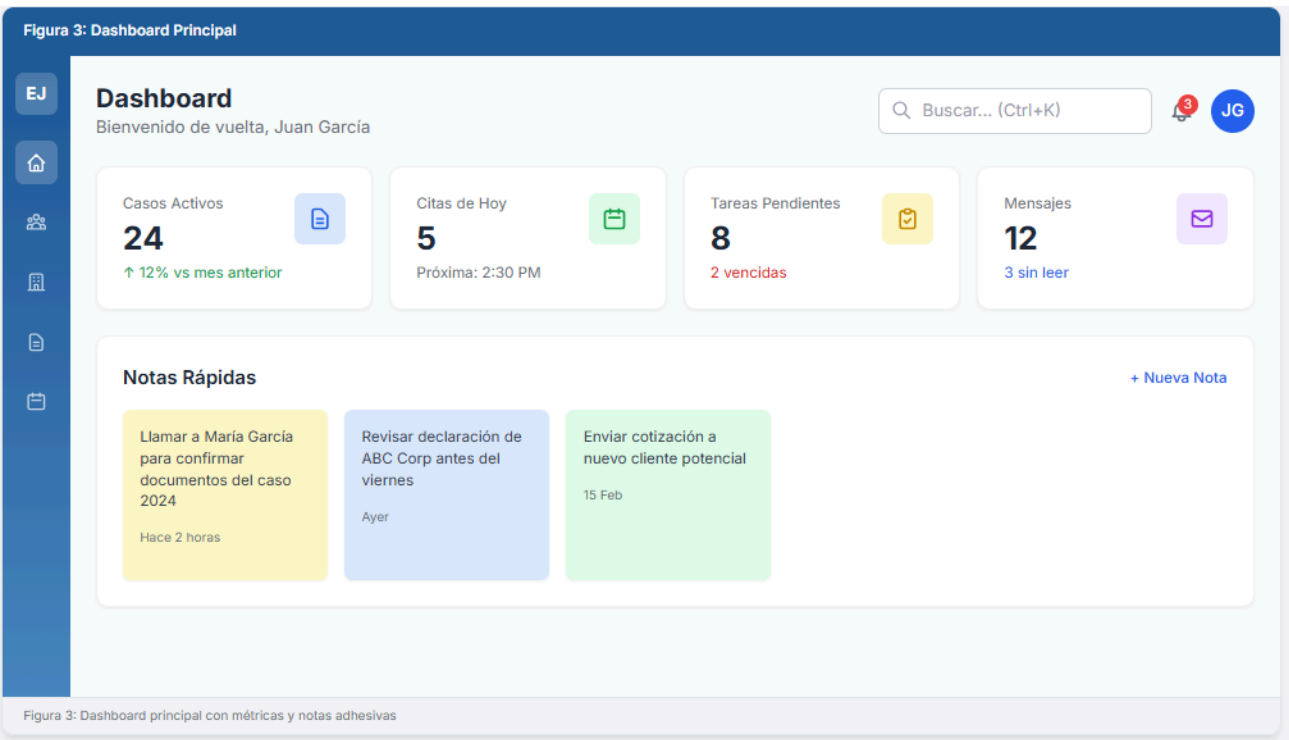 Figura 3: Dashboard Principal
EJ
Dashboard
Bienvenido de vuelta, Juan García
Buscar... (Ctrl+K)
3
JG
Casos Activos
24
↑ 12% vs mes anterior
Citas de Hoy
5
Próxima: 2:30 PM
Tareas Pendientes
8
2 vencidas
Mensajes
12
3 sin leer
Notas Rápidas
+ Nueva Nota
Llamar a María García
para confirmar
documentos del caso
2024
Hace 2 horas
Revisar declaración de
ABC Corp antes del
viernes
Ayer
Enviar cotización a
nuevo cliente potencial
15 Feb
Figura 3: Dashboard principal con métricas y notas adhesivas